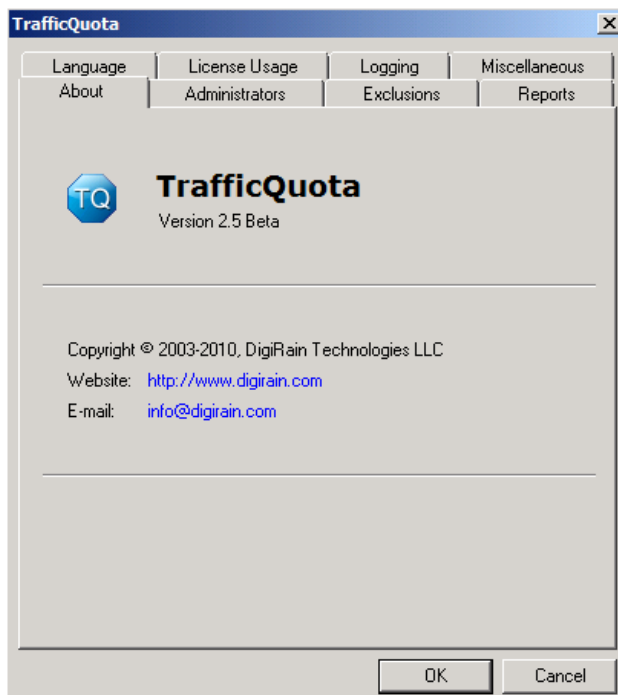 TrafficQuota
Language License Usage Logging Miscellaneous
About Administrators Exclusions Reports
TQ
TrafficQuota
Version 2.5 Beta
Copyright © 2003-2010, DigiRain Technologies LLC
Website: http://www.digirain.com
E-mail: info@digirain.com
OK Cancel